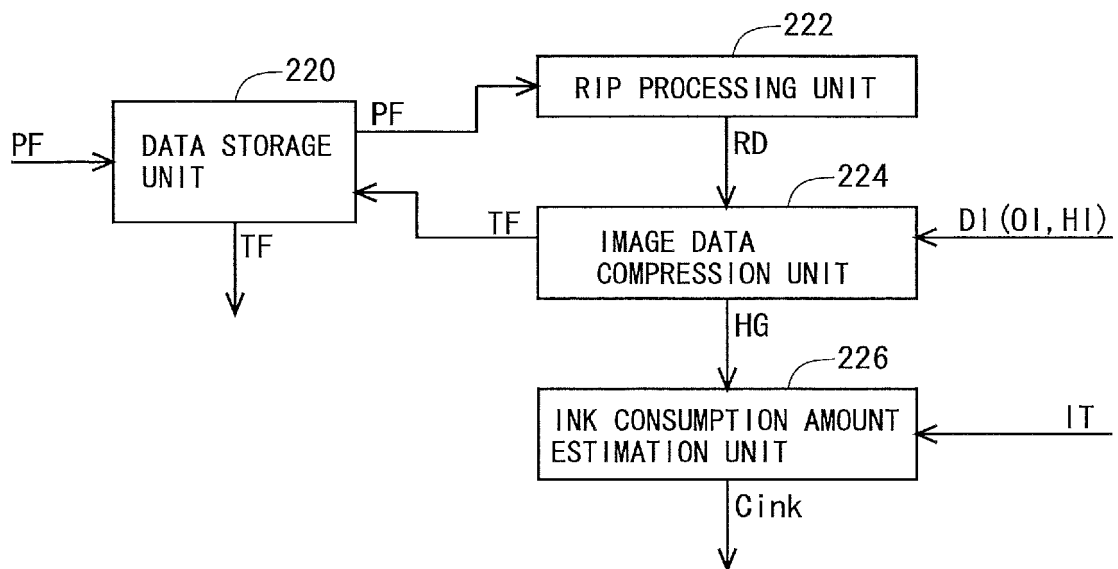 222
RIP PROCESSING UNIT
220
PF
PF
DATA STORAGE
UNIT
RD
224
TF
DI(OI,HI)
IMAGE DATA
COMPRESSION UNIT
TF
HG
226
INK CONSUMPTION AMOUNT
ESTIMATION UNIT
IT
Cink